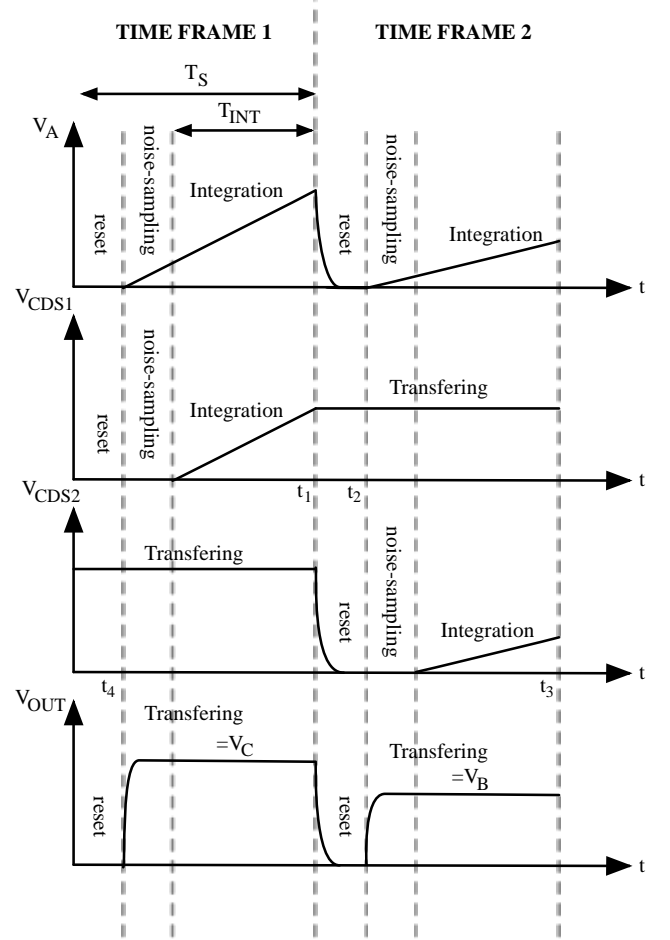 TIME FRAME 1
TIME FRAME 2
T_S
T_INT
V_A
reset
noise-sampling
Integration
reset
noise-sampling
Integration
t
V_CDS1
reset
noise-sampling
Integration
Transfering
t_1
t_2
t
V_CDS2
Transfering
reset
noise-sampling
Integration
t_4
t_3
t
V_OUT
reset
Transfering
=V_C
reset
Transfering
=V_B
t